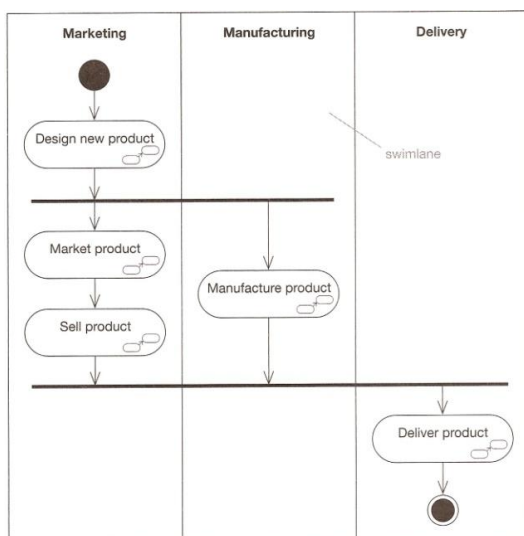 Marketing
Manufacturing
Delivery
Design new product
swimlane
Market product
Manufacture product
Sell product
Deliver product